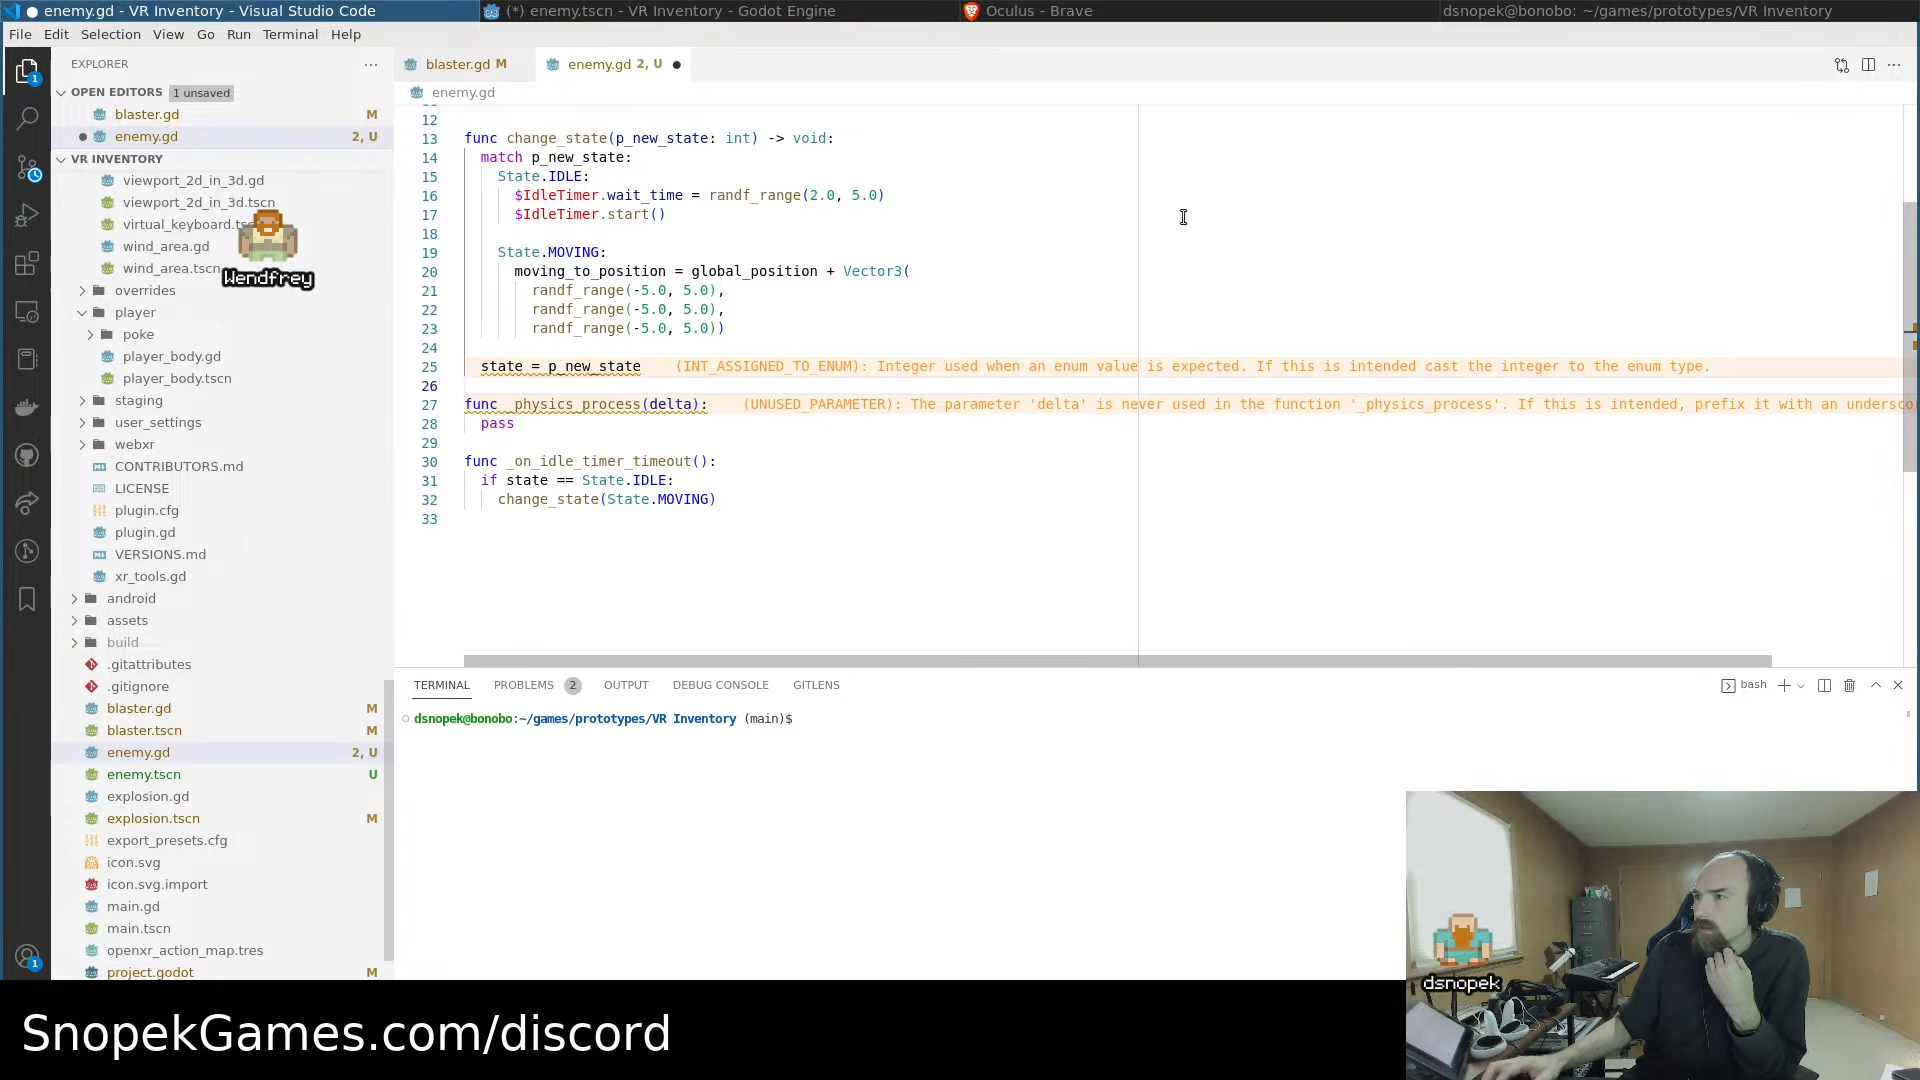 enemy.gd - VR Inventory - Visual Studio Code
(*) enemy.tscn - VR Inventory - Godot Engine
Oculus - Brave
dsnopek@bonobo: ~/games/prototypes/VR Inventory
File Edit Selection View Go Run Terminal Help
EXPLORER
OPEN EDITORS 1 unsaved
blaster.gd M
enemy.gd 2, U
VR INVENTORY
viewport_2d_in_3d.gd
viewport_2d_in_3d.tscn
virtual_keyboard.tsc
wind_area.gd
wind_area.tscn
Wendfrey
overrides
player
poke
player_body.gd
player_body.tscn
staging
user_settings
webxr
CONTRIBUTORS.md
LICENSE
plugin.cfg
plugin.gd
VERSIONS.md
xr_tools.gd
android
assets
build
.gitattributes
.gitignore
blaster.gd M
blaster.tscn M
enemy.gd 2, U
enemy.tscn U
explosion.gd
explosion.tscn M
export_presets.cfg
icon.svg
icon.svg.import
main.gd
main.tscn
openxr_action_map.tres
project.godot M
blaster.gd M
enemy.gd 2, U
enemy.gd
12
13 func change_state(p_new_state: int) -> void:
14 match p_new_state:
15 State.IDLE:
16 $IdleTimer.wait_time = randf_range(2.0, 5.0)
17 $IdleTimer.start()
18
19 State.MOVING:
20 moving_to_position = global_position + Vector3(
21 randf_range(-5.0, 5.0),
22 randf_range(-5.0, 5.0),
23 randf_range(-5.0, 5.0))
24
25 state = p_new_state (INT_ASSIGNED_TO_ENUM): Integer used when an enum value is expected. If this is intended cast the integer to the enum type.
26
27 func _physics_process(delta): (UNUSED_PARAMETER): The parameter 'delta' is never used in the function '_physics_process'. If this is intended, prefix it with an undersco
28 pass
29
30 func _on_idle_timer_timeout():
31 if state == State.IDLE:
32 change_state(State.MOVING)
33
TERMINAL PROBLEMS 2 OUTPUT DEBUG CONSOLE GITLENS
bash
dsnopek@bonobo:~/games/prototypes/VR Inventory (main)$
dsnopek
SnopekGames.com/discord